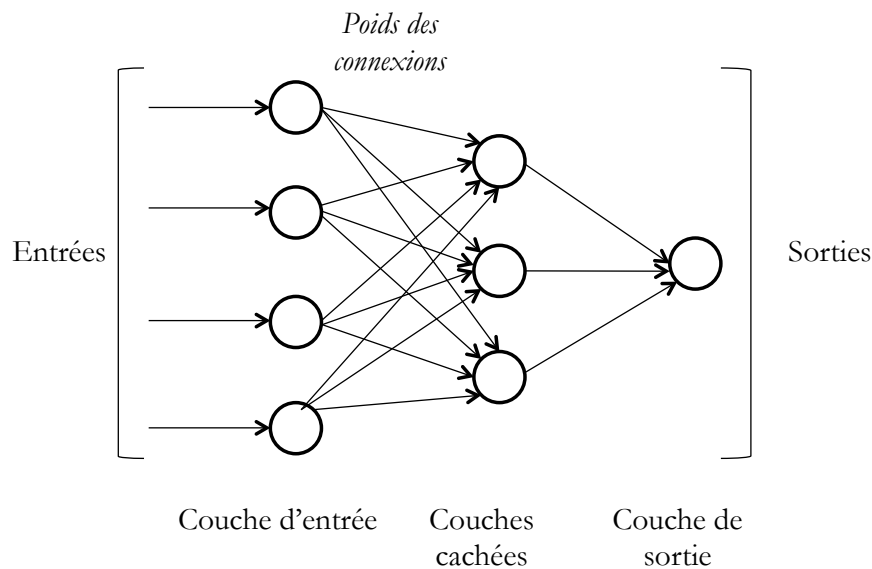 Poids des
connexions
Entrées
Sorties
Couche d’entrée
Couches
cachées
Couche de
sortie